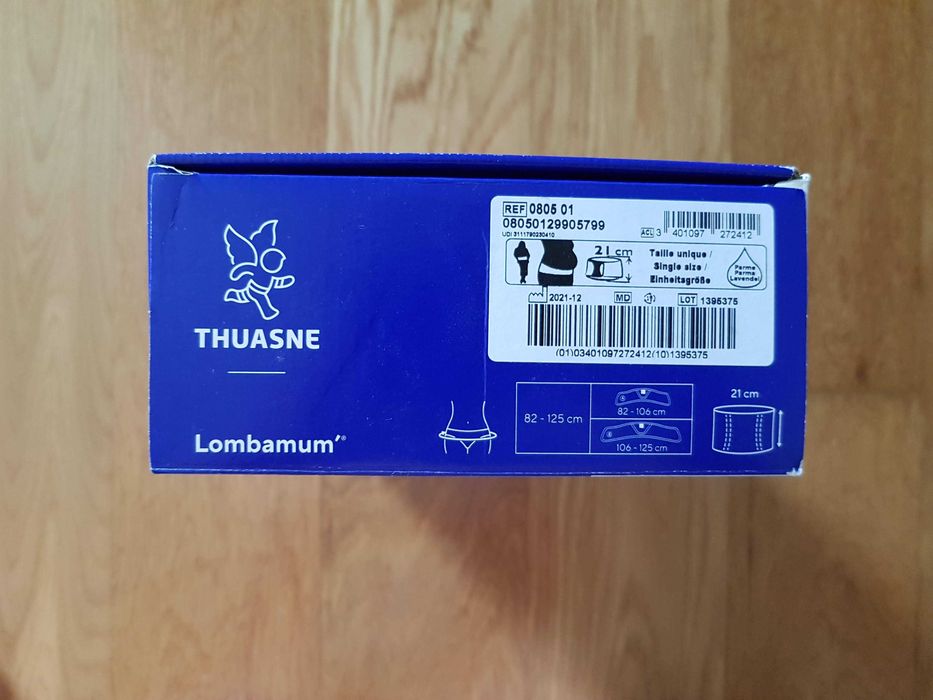 THUASNE
Lombamum'®
REF 0805 01
08050129905799
UDI 3111790230410
ACL 3 401097 272412
21 cm
Taille unique /
Single size /
Einheitsgröße
Parme
Parma
Lavendel
2021-12 MD LOT 1395375
(01)03401097272412(10)1395375
82 - 125 cm
A
82 - 106 cm
B
106 - 125 cm
21 cm